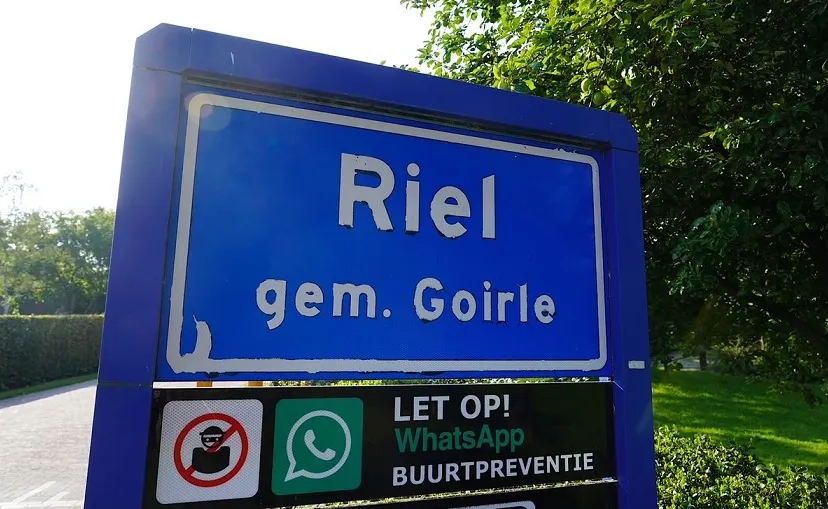 Riel
gem. Goirle
LET OP!
WhatsApp
BUURTPREVENTIE